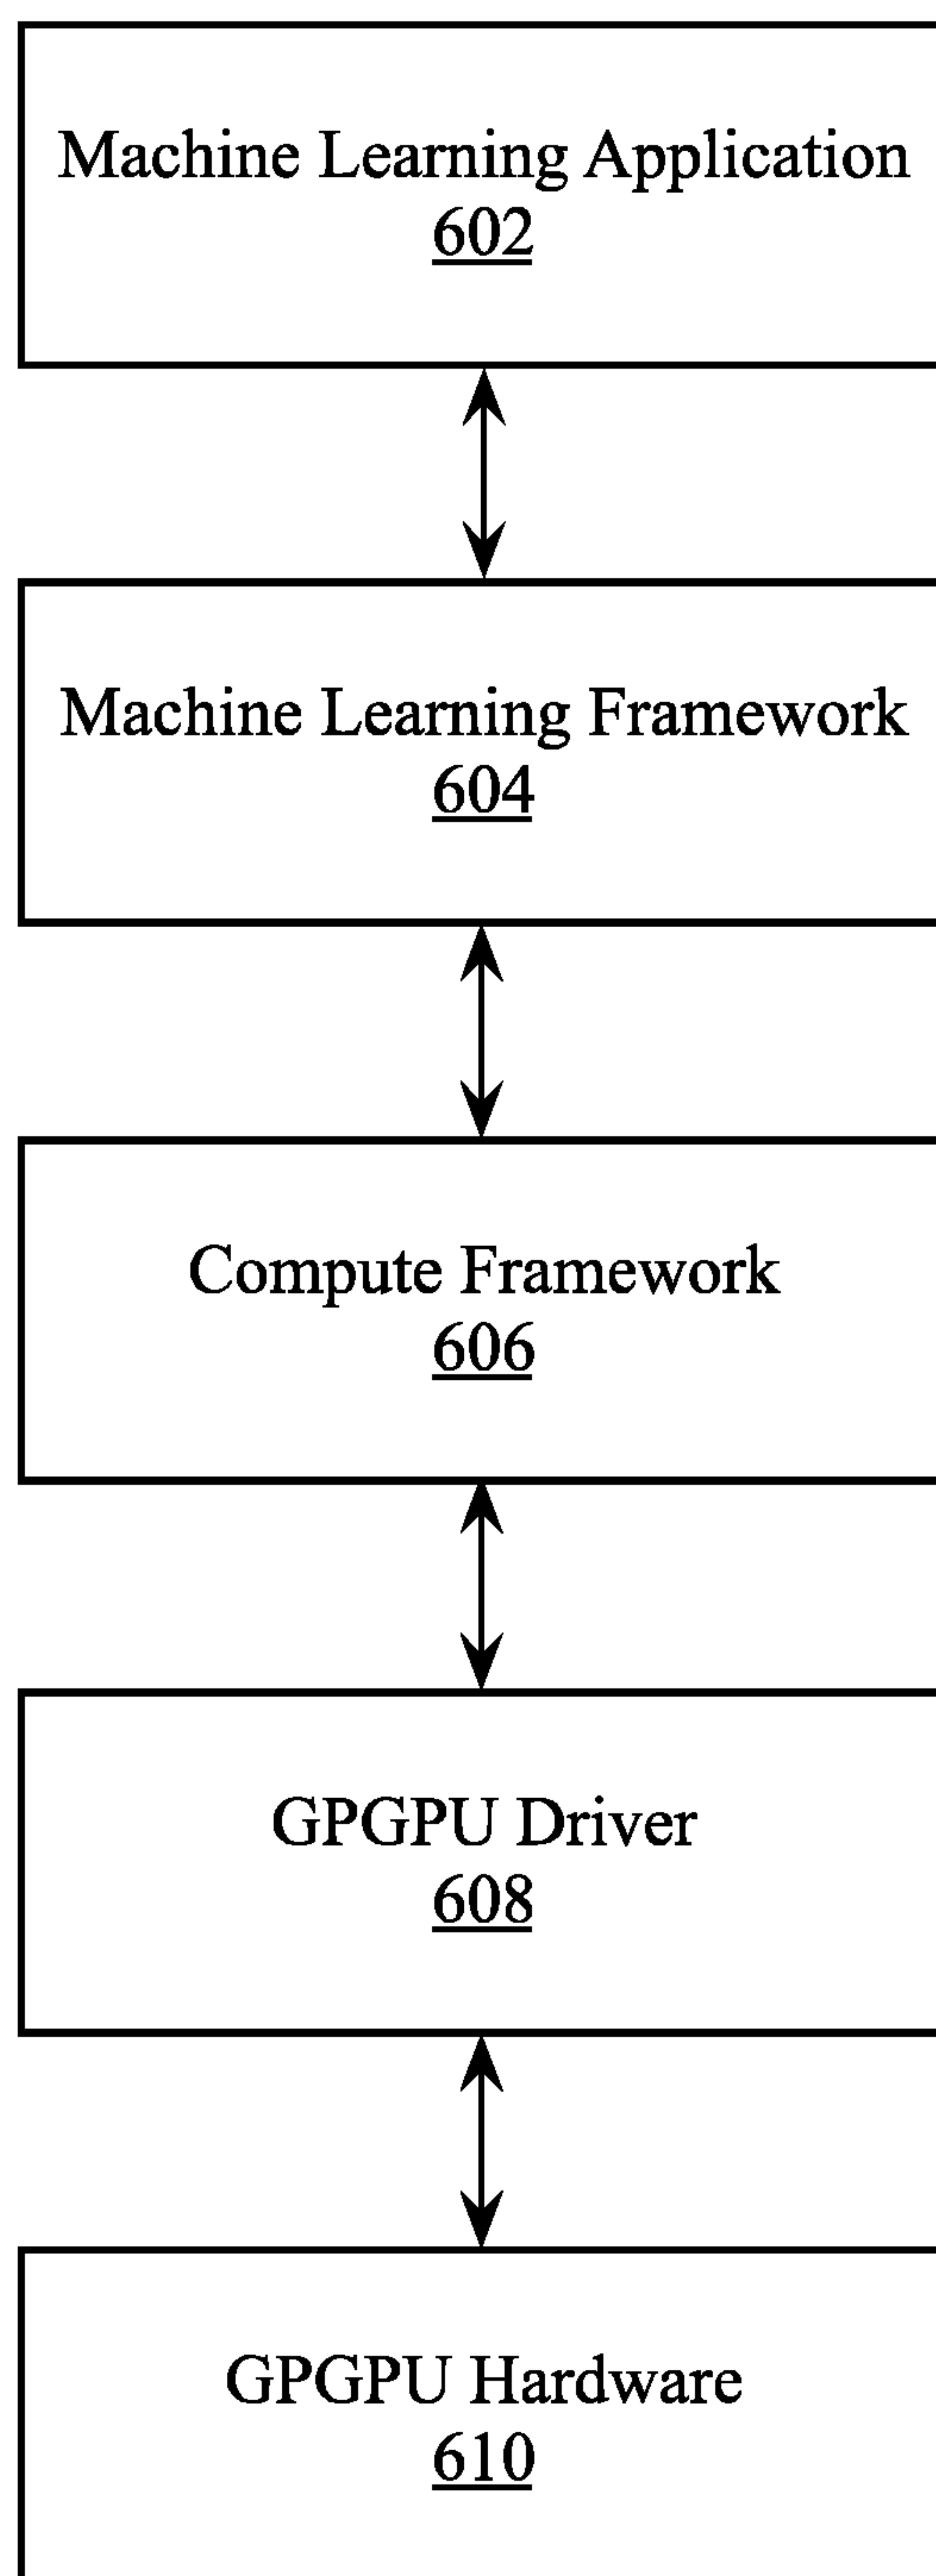 Machine Learning Application
602
Machine Learning Framework
604
Compute Framework
606
GPGPU Driver
608
GPGPU Hardware
610